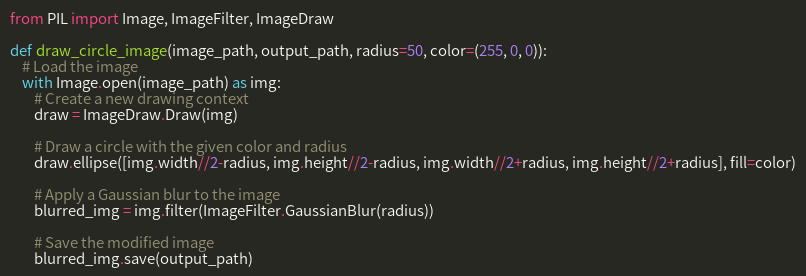 from PIL import Image, ImageFilter, ImageDraw

def draw_circle_image(image_path, output_path, radius=50, color=(255, 0, 0)):
    # Load the image
    with Image.open(image_path) as img:
        # Create a new drawing context
        draw = ImageDraw.Draw(img)

        # Draw a circle with the given color and radius
        draw.ellipse([img.width//2-radius, img.height//2-radius, img.width//2+radius, img.height//2+radius], fill=color)

        # Apply a Gaussian blur to the image
        blurred_img = img.filter(ImageFilter.GaussianBlur(radius))

        # Save the modified image
        blurred_img.save(output_path)